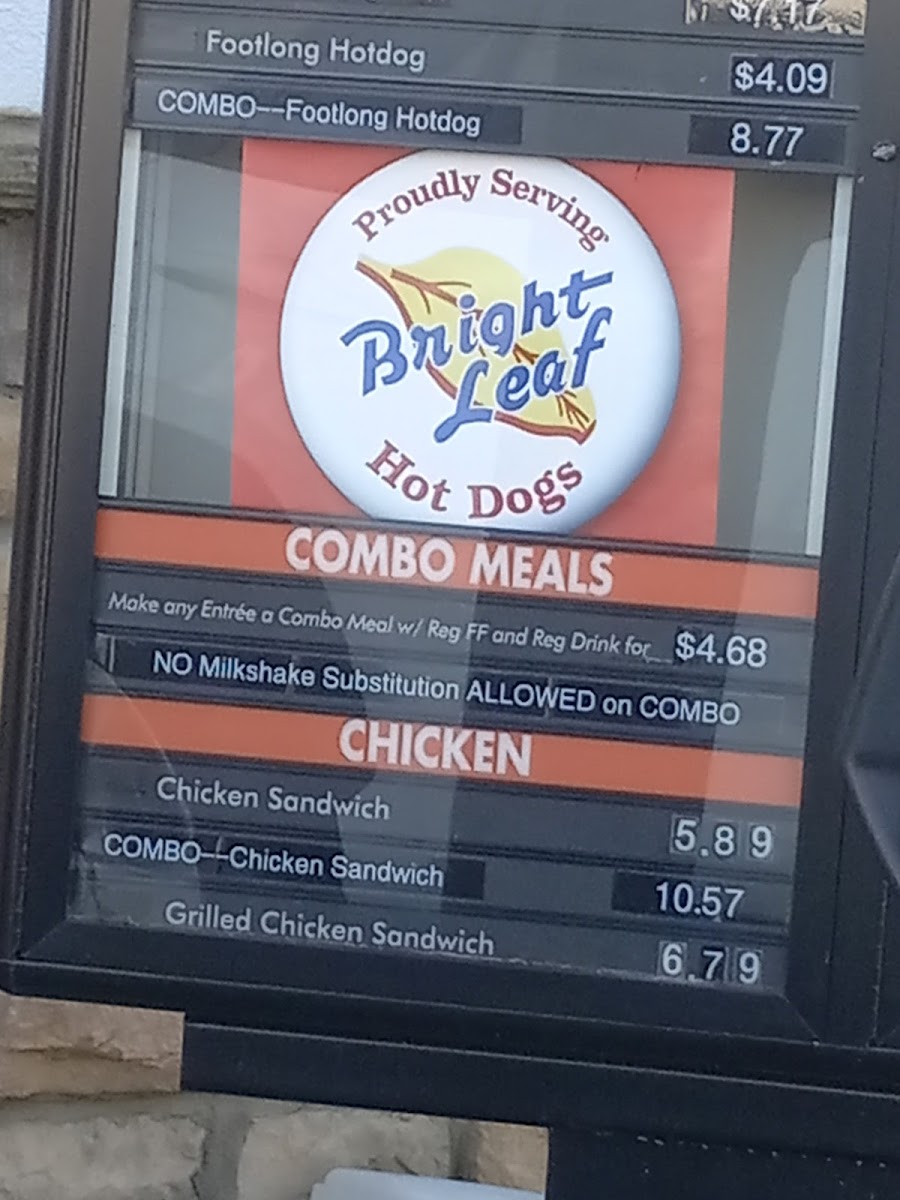 $7.17
Footlong Hotdog
$4.09
COMBO--Footlong Hotdog
8.77
Proudly Serving
Bright
Leaf
Hot Dogs
COMBO MEALS
Make any Entrée a Combo Meal w/ Reg FF and Reg Drink for $4.68
NO Milkshake Substitution ALLOWED on COMBO
CHICKEN
Chicken Sandwich
5.89
COMBO--Chicken Sandwich
10.57
Grilled Chicken Sandwich
6.79